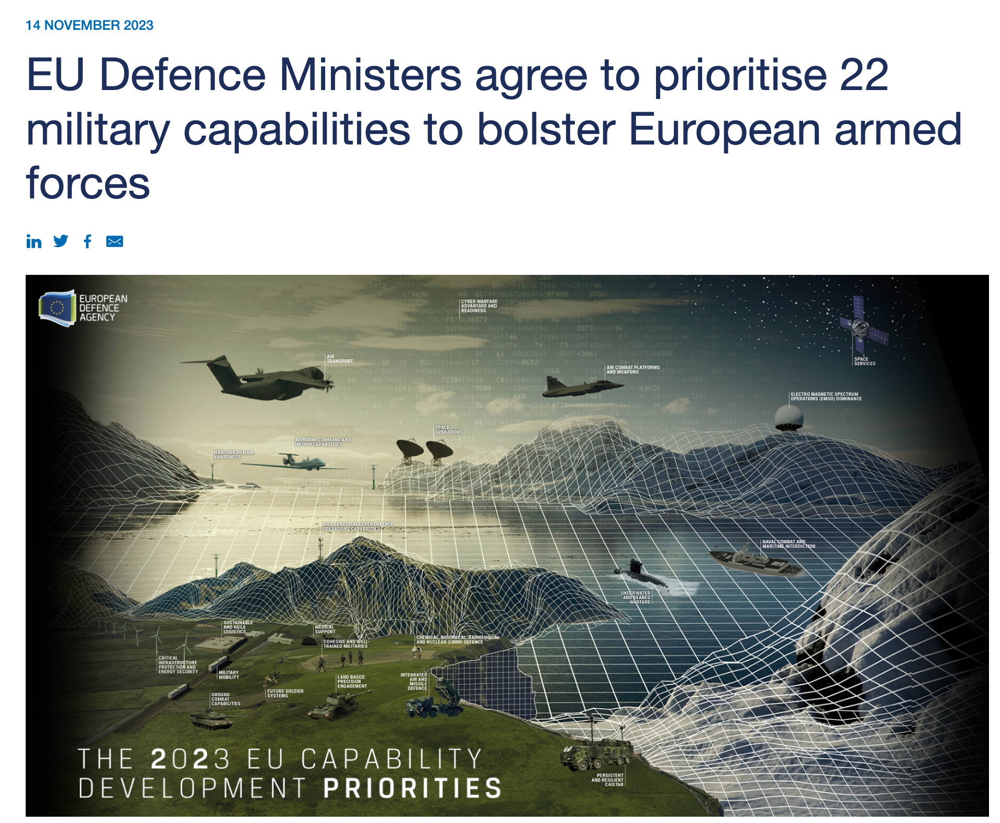 14 NOVEMBER 2023
EU Defence Ministers agree to prioritise 22
military capabilities to bolster European armed
forces
in
f
EUROPEAN
DEFENCE
AGENCY
CYBER WARFARE
ADVANTAGE AND
READINESS
SPACE
SERVICES
AIR
TRANSPORT
AIR COMBAT PLATFORMS
AND WEAPONS
ELECTRO MAGNETIC SPECTRUM
OPERATIONS (EMSO) DOMINANCE
SPACE
OPERATIONS
AIRBORNE COMMAND AND
INFORM CAPABILITIES
MARITIME DOMAIN
AWARENESS
FULL SPECTRUM CYBER DEFENCE
OPERATIONS CAPABILITIES
NAVAL COMBAT AND
MARITIME INTERDICTION
UNDERWATER
AND SEABED
WARFARE
SUSTAINABLE
AND AGILE
LOGISTICS
MEDICAL
SUPPORT
COHESIVE AND WELL-
TRAINED MILITARIES
CHEMICAL, BIOLOGICAL, RADIOLOGICAL
AND NUCLEAR (CBRN) DEFENCE
CRITICAL
INFRASTRUCTURE
PROTECTION AND
ENERGY SECURITY
MILITARY
MOBILITY
LAND BASED
PRECISION
ENGAGEMENT
INTEGRATED
AIR AND
MISSILE
DEFENCE
FUTURE SOLDIER
SYSTEMS
GROUND
COMBAT
CAPABILITIES
THE 2023 EU CAPABILITY
DEVELOPMENT PRIORITIES
PERSISTENT
AND RESILIENT
C4ISTAR